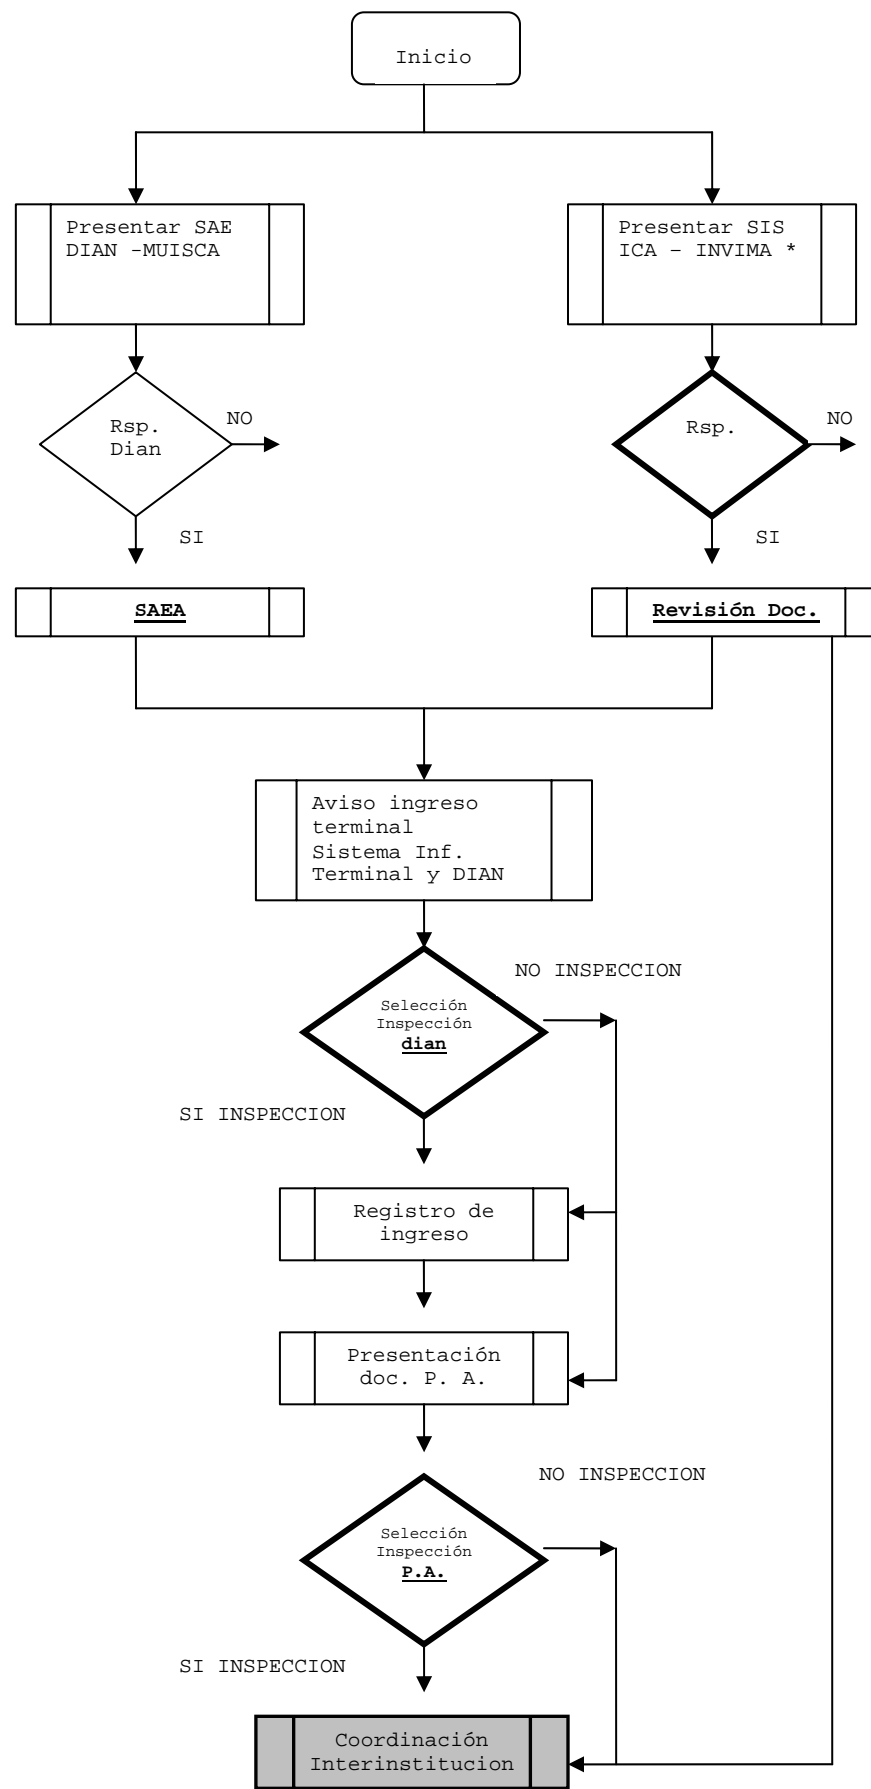 Inicio
Presentar SAE
DIAN -MUISCA
Presentar SIS
ICA – INVIMA *
Rsp.
Dian
NO
Rsp.
NO
SI
SI
SAEA
Revisión Doc.
Aviso ingreso
terminal
Sistema Inf.
Terminal y DIAN
NO INSPECCION
Selección
Inspección
dian
SI INSPECCION
Registro de
ingreso
Presentación
doc. P. A.
NO INSPECCION
Selección
Inspección
P.A.
SI INSPECCION
Coordinación
Interinstitucion